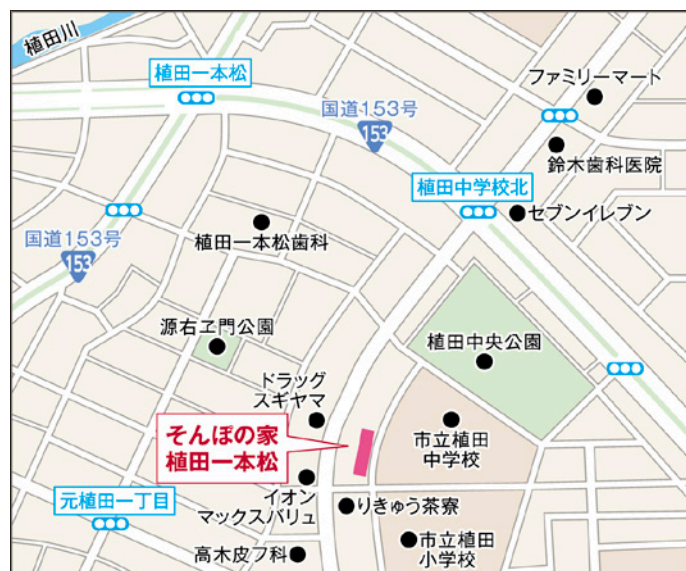 植田川
植田一本松
国道153号
153
ファミリーマート
鈴木歯科医院
植田中学校北
セブンイレブン
国道153号
153
植田一本松歯科
源右ヱ門公園
植田中央公園
ドラッグ
スギヤマ
そんぽの家
植田一本松
市立植田
中学校
イオン
マックスバリュ
りきゅう茶寮
元植田一丁目
高木皮フ科
市立植田
小学校